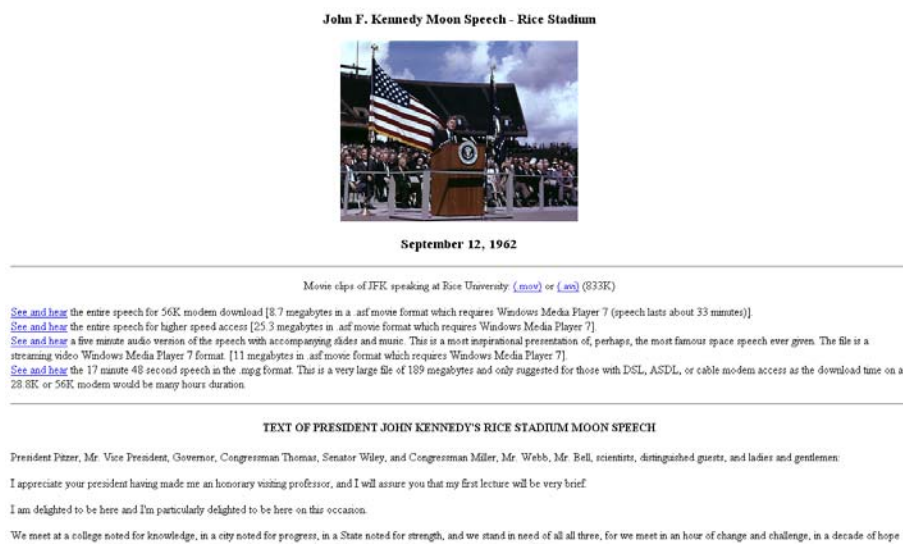 John F. Kennedy Moon Speech - Rice Stadium
September 12, 1962
Movie clips of JFK speaking at Rice University: (.mov) or (.avi) (833K)
See and hear the entire speech for 56K modem download [8.7 megabytes in a .asf movie format which requires Windows Media Player 7 (speech lasts about 33 minutes)].
See and hear the entire speech for higher speed access [25.3 megabytes in .asf movie format which requires Windows Media Player 7].
See and hear a five minute audio version of the speech with accompanying slides and music. This is a most inspirational presentation of, perhaps, the most famous space speech ever given. The file is a
streaming video Windows Media Player 7 format. [11 megabytes in .asf movie format which requires Windows Media Player 7].
See and hear the 17 minute 48 second speech in the .mpg format. This is a very large file of 189 megabytes and only suggested for those with DSL, ASDL, or cable modem access as the download time on a
28.8K or 56K modem would be many hours duration.
TEXT OF PRESIDENT JOHN KENNEDY'S RICE STADIUM MOON SPEECH
President Pitzer, Mr. Vice President, Governor, Congressman Thomas, Senator Wiley, and Congressman Miller, Mr. Webb, Mr. Bell, scientists, distinguished guests, and ladies and gentlemen:
I appreciate your president having made me an honorary visiting professor, and I will assure you that my first lecture will be very brief.
I am delighted to be here and I'm particularly delighted to be here on this occasion.
We meet at a college noted for knowledge, in a city noted for progress, in a State noted for strength, and we stand in need of all all three, for we meet in an hour of change and challenge, in a decade of hope